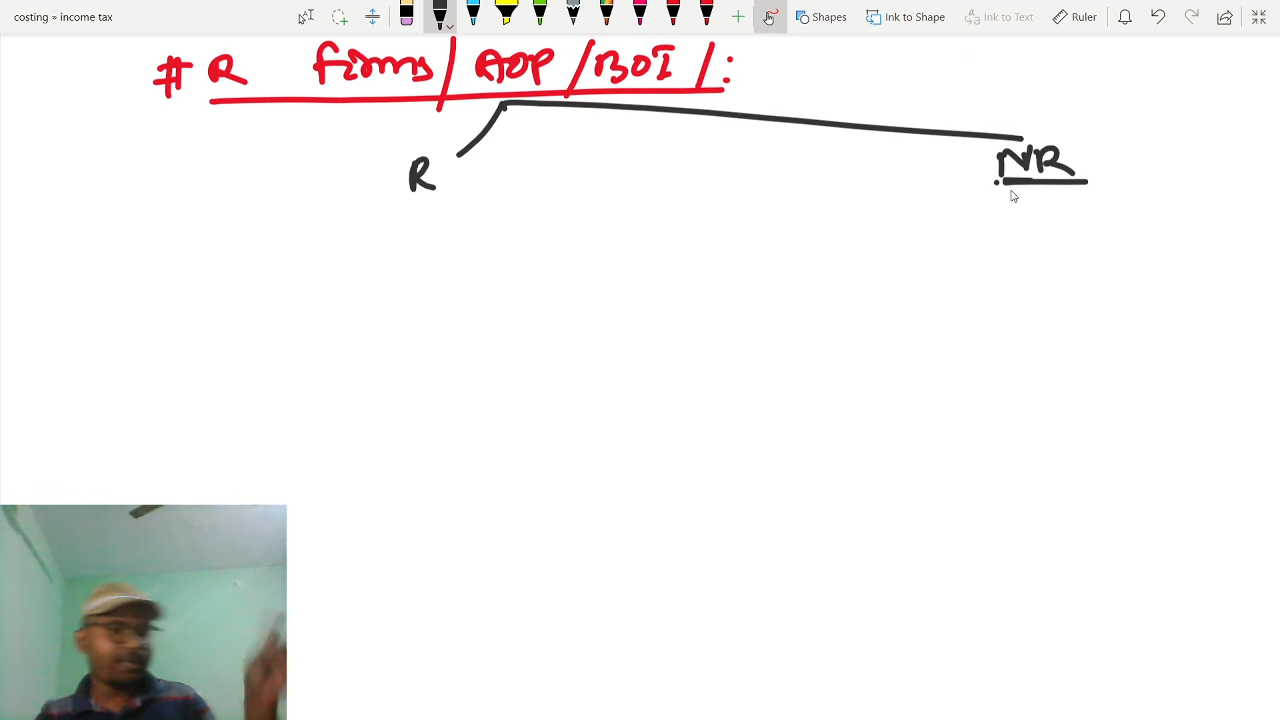 costing » income tax
Shapes Ink to Shape Ink to Text Ruler
# R firms / AOP / BOI / :
R
NR